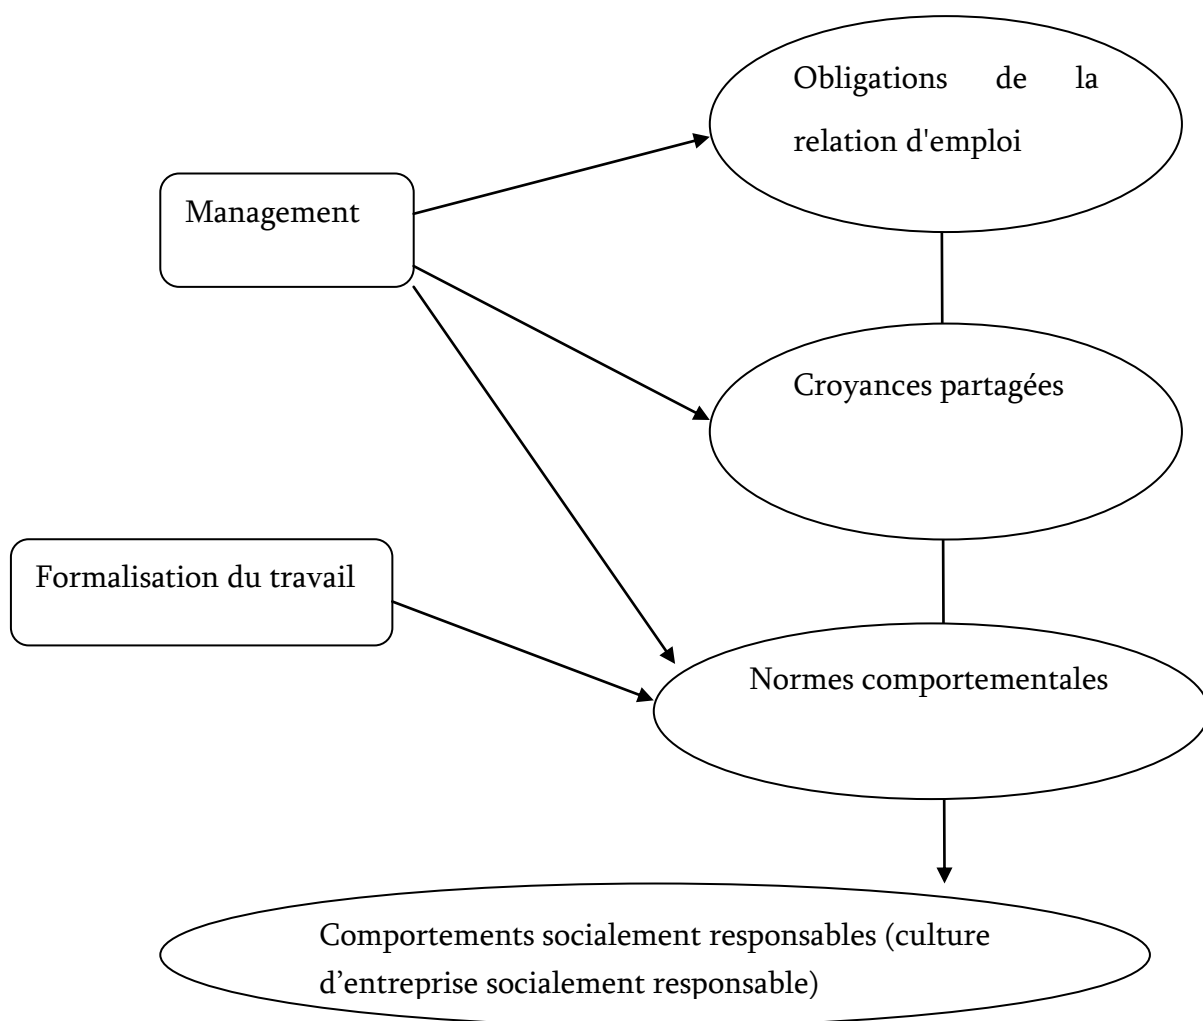 Obligations de la
relation d'emploi
Management
Croyances partagées
Formalisation du travail
Normes comportementales
Comportements socialement responsables (culture
d’entreprise socialement responsable)